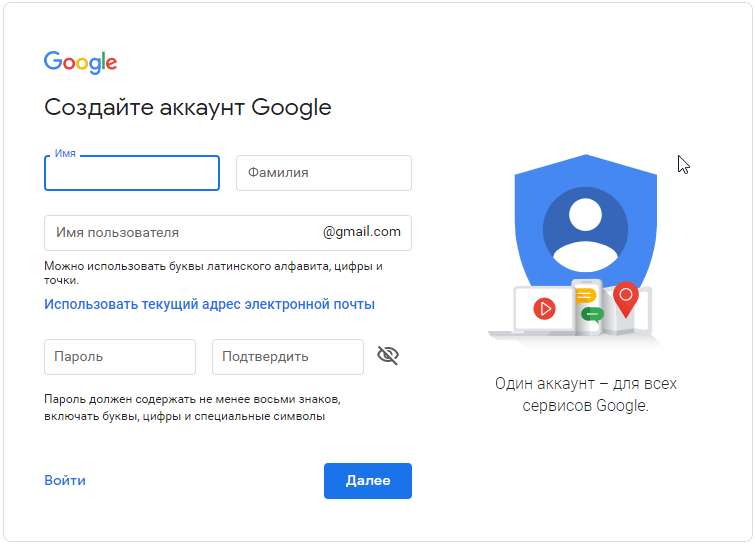 Google
Создайте аккаунт Google
Имя
Фамилия
Имя пользователя @gmail.com
Можно использовать буквы латинского алфавита, цифры и
точки.
Использовать текущий адрес электронной почты
Пароль Подтвердить
Пароль должен содержать не менее восьми знаков,
включать буквы, цифры и специальные символы
Войти Далее
Один аккаунт – для всех
сервисов Google.